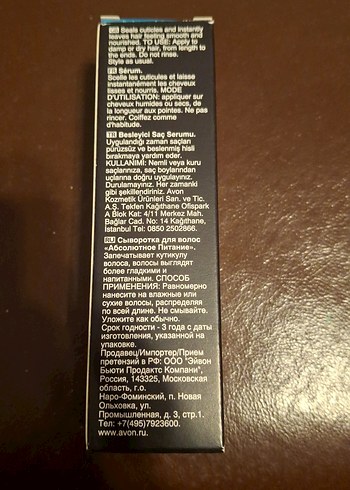 EN Seals cuticles and instantly
leaves hair feeling smooth and
nourished. TO USE: Apply to
damp or dry hair, from length to
the ends. Do not rinse.
Style as usual.
FR Sérum.
Scelle les cuticules et laisse
instantanément les cheveux
lisses et nourris. MODE
D'UTILISATION: appliquer sur
cheveux humides ou secs, de
la longueur aux pointes. Ne pas
rincer. Coiffez comme
d'habitude.
TR Besleyici Saç Serumu.
Uygulandığı zaman saçları
pürüzsüz ve beslenmiş hisli
bırakmaya yardım eder.
KULLANIMI: Nemli veya kuru
saçlarınıza, saç boylarından
uçlarına doğru uygulayınız.
Durulamayınız. Her zamanki
gibi şekillendiriniz. Avon
Kozmetik Ürünleri San. ve Tic.
A.Ş. Tekfen Kağıthane Ofispark
A Blok Kat: 4/11 Merkez Mah.
Bağlar Cad. No: 14 Kağıthane,
İstanbul Tel: 0850 2502866.
RU Сыворотка для волос
«Абсолютное Питание».
Запечатывает кутикулу
волоса, волосы выглядят
более гладкими и
напитанными. СПОСОБ
ПРИМЕНЕНИЯ: Равномерно
нанесите на влажные или
сухие волосы, распределяя
по всей длине. Не смывайте.
Уложите как обычно.
Срок годности - 3 года с даты
изготовления, указанной на
упаковке.
Продавец/Импортер/Прием
претензий в РФ: ООО "Эйвон
Бьюти Продактс Компани",
Россия, 143325, Московская
область, г.о.
Наро-Фоминский, п. Новая
Ольховка, ул.
Промышленная, д. 3, стр.1.
Тел: +7(495)7923600.
www.avon.ru.